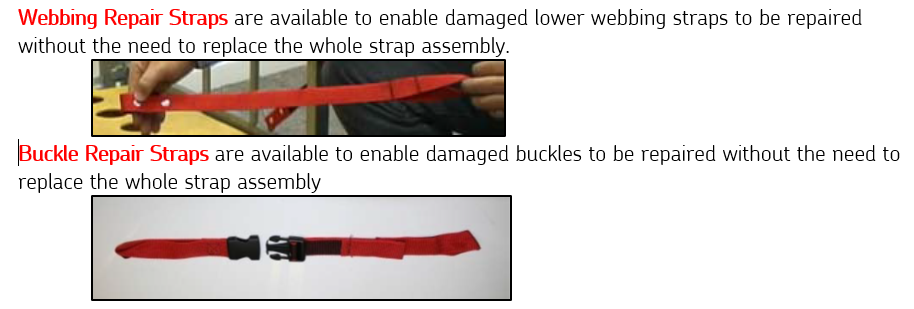 Webbing Repair Straps are available to enable damaged lower webbing straps to be repaired
without the need to replace the whole strap assembly.
Buckle Repair Straps are available to enable damaged buckles to be repaired without the need to
replace the whole strap assembly